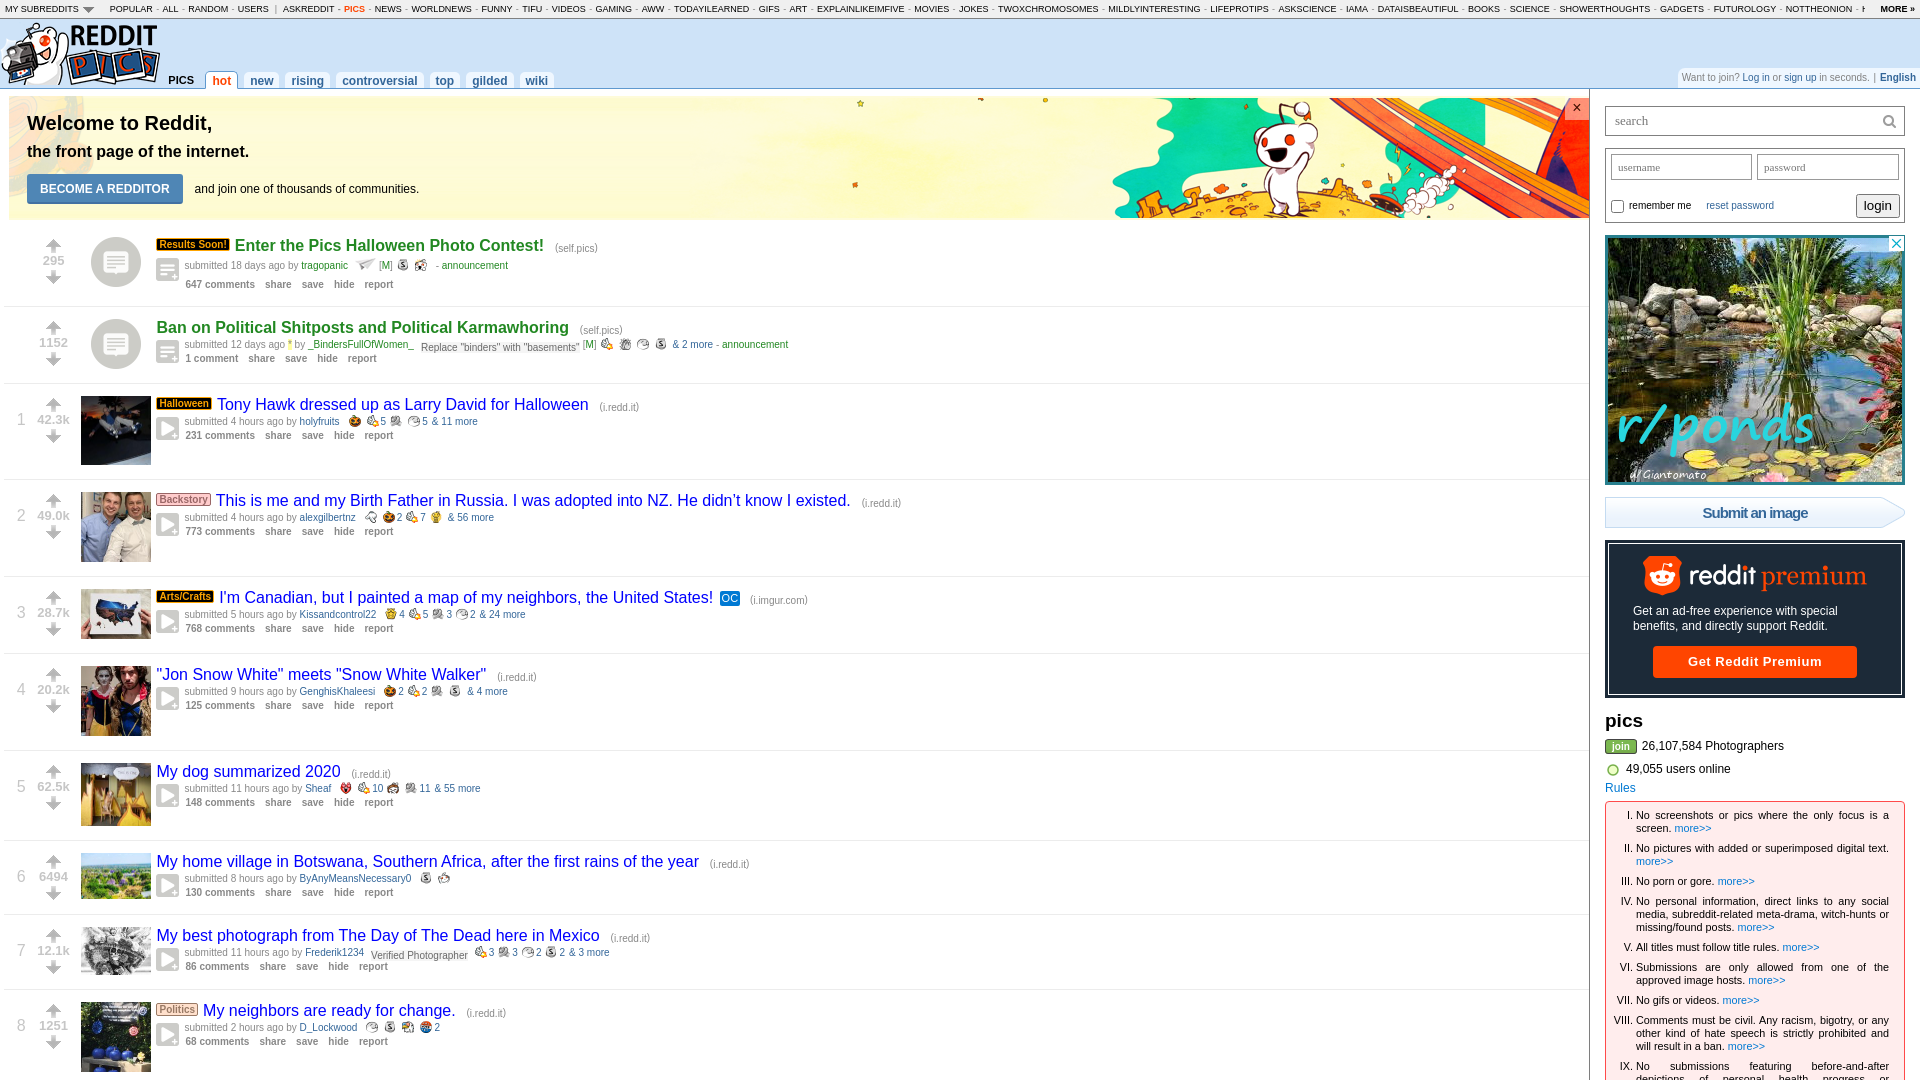 MY SUBREDDITS POPULAR - ALL - RANDOM - USERS | ASKREDDIT - PICS - NEWS - WORLDNEWS - FUNNY - TIFU - VIDEOS - GAMING - AWW - TODAYILEARNED - GIFS - ART - EXPLAINLIKEIMFIVE - MOVIES - JOKES - TWOXCHROMOSOMES - MILDLYINTERESTING - LIFEPROTIPS - ASKSCIENCE - IAMA - DATAISBEAUTIFUL - BOOKS - SCIENCE - SHOWERTHOUGHTS - GADGETS - FUTUROLOGY - NOTTHEONION - MORE »
REDDIT
PICS
PICS hot new rising controversial top gilded wiki
Want to join? Log in or sign up in seconds. | English
Welcome to Reddit,
the front page of the internet.
BECOME A REDDITOR and join one of thousands of communities.
×
295
Results Soon! Enter the Pics Halloween Photo Contest! (self.pics)
submitted 18 days ago by tragopanic [M] - announcement
647 comments share save hide report
1152
Ban on Political Shitposts and Political Karmawhoring (self.pics)
submitted 12 days ago * by _BindersFullOfWomen_ Replace "binders" with "basements" [M] & 2 more - announcement
1 comment share save hide report
1 42.3k
Halloween Tony Hawk dressed up as Larry David for Halloween (i.redd.it)
submitted 4 hours ago by holyfruits 5 5 & 11 more
231 comments share save hide report
2 49.0k
Backstory This is me and my Birth Father in Russia. I was adopted into NZ. He didn’t know I existed. (i.redd.it)
submitted 4 hours ago by alexgilbertnz 2 7 & 56 more
773 comments share save hide report
3 28.7k
Arts/Crafts I'm Canadian, but I painted a map of my neighbors, the United States! OC (i.imgur.com)
submitted 5 hours ago by Kissandcontrol22 4 5 3 2 & 24 more
768 comments share save hide report
4 20.2k
"Jon Snow White" meets "Snow White Walker" (i.redd.it)
submitted 9 hours ago by GenghisKhaleesi 2 2 & 4 more
125 comments share save hide report
5 62.5k
My dog summarized 2020 (i.redd.it)
submitted 11 hours ago by Sheaf 10 11 & 55 more
148 comments share save hide report
6 6494
My home village in Botswana, Southern Africa, after the first rains of the year (i.redd.it)
submitted 8 hours ago by ByAnyMeansNecessary0
130 comments share save hide report
7 12.1k
My best photograph from The Day of The Dead here in Mexico (i.redd.it)
submitted 11 hours ago by Frederik1234 Verified Photographer 3 3 2 2 & 3 more
86 comments share save hide report
8 1251
Politics My neighbors are ready for change. (i.redd.it)
submitted 2 hours ago by D_Lockwood 2
68 comments share save hide report
search
username password
remember me reset password login
r/ponds
u/Giantomato
Submit an image
reddit premium
Get an ad-free experience with special
benefits, and directly support Reddit.
Get Reddit Premium
pics
join 26,107,584 Photographers
49,055 users online
Rules
I. No screenshots or pics where the only focus is a
screen. more>>
II. No pictures with added or superimposed digital text.
more>>
III. No porn or gore. more>>
IV. No personal information, direct links to any social
media, subreddit-related meta-drama, witch-hunts or
missing/found posts. more>>
V. All titles must follow title rules. more>>
VI. Submissions are only allowed from one of the
approved image hosts. more>>
VII. No gifs or videos. more>>
VIII. Comments must be civil. Any racism, bigotry, or any
other kind of hate speech is strictly prohibited and
will result in a ban. more>>
IX. No submissions featuring before-and-after
depictions of personal health progress or